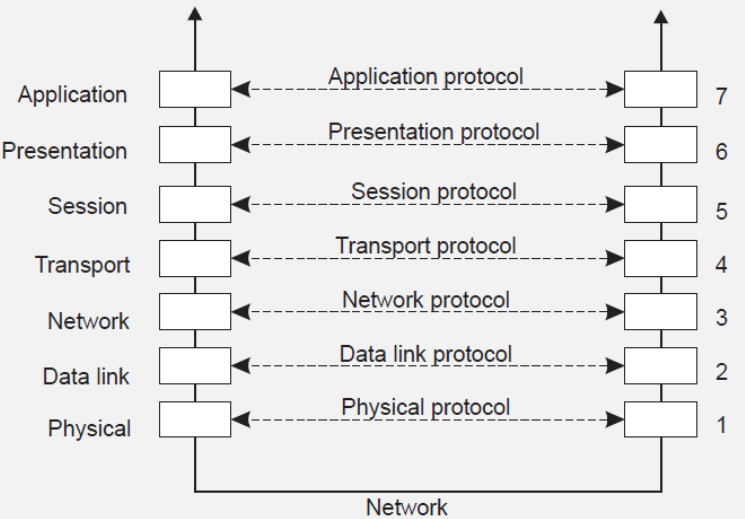 Application protocol
Application 7
Presentation protocol
Presentation 6
Session protocol
Session 5
Transport protocol
Transport 4
Network protocol
Network 3
Data link protocol
Data link 2
Physical protocol
Physical 1
Network